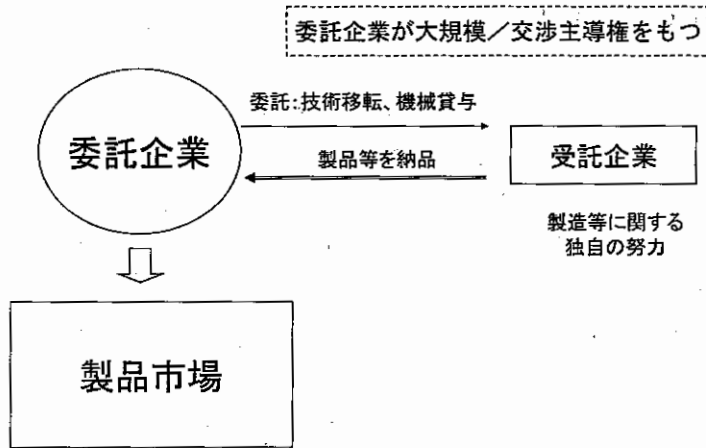 委託企業が大規模／交渉主導権をもつ
委託：技術移転、機械貸与
委託企業
製品等を納品
受託企業
製造等に関する
独自の努力
製品市場